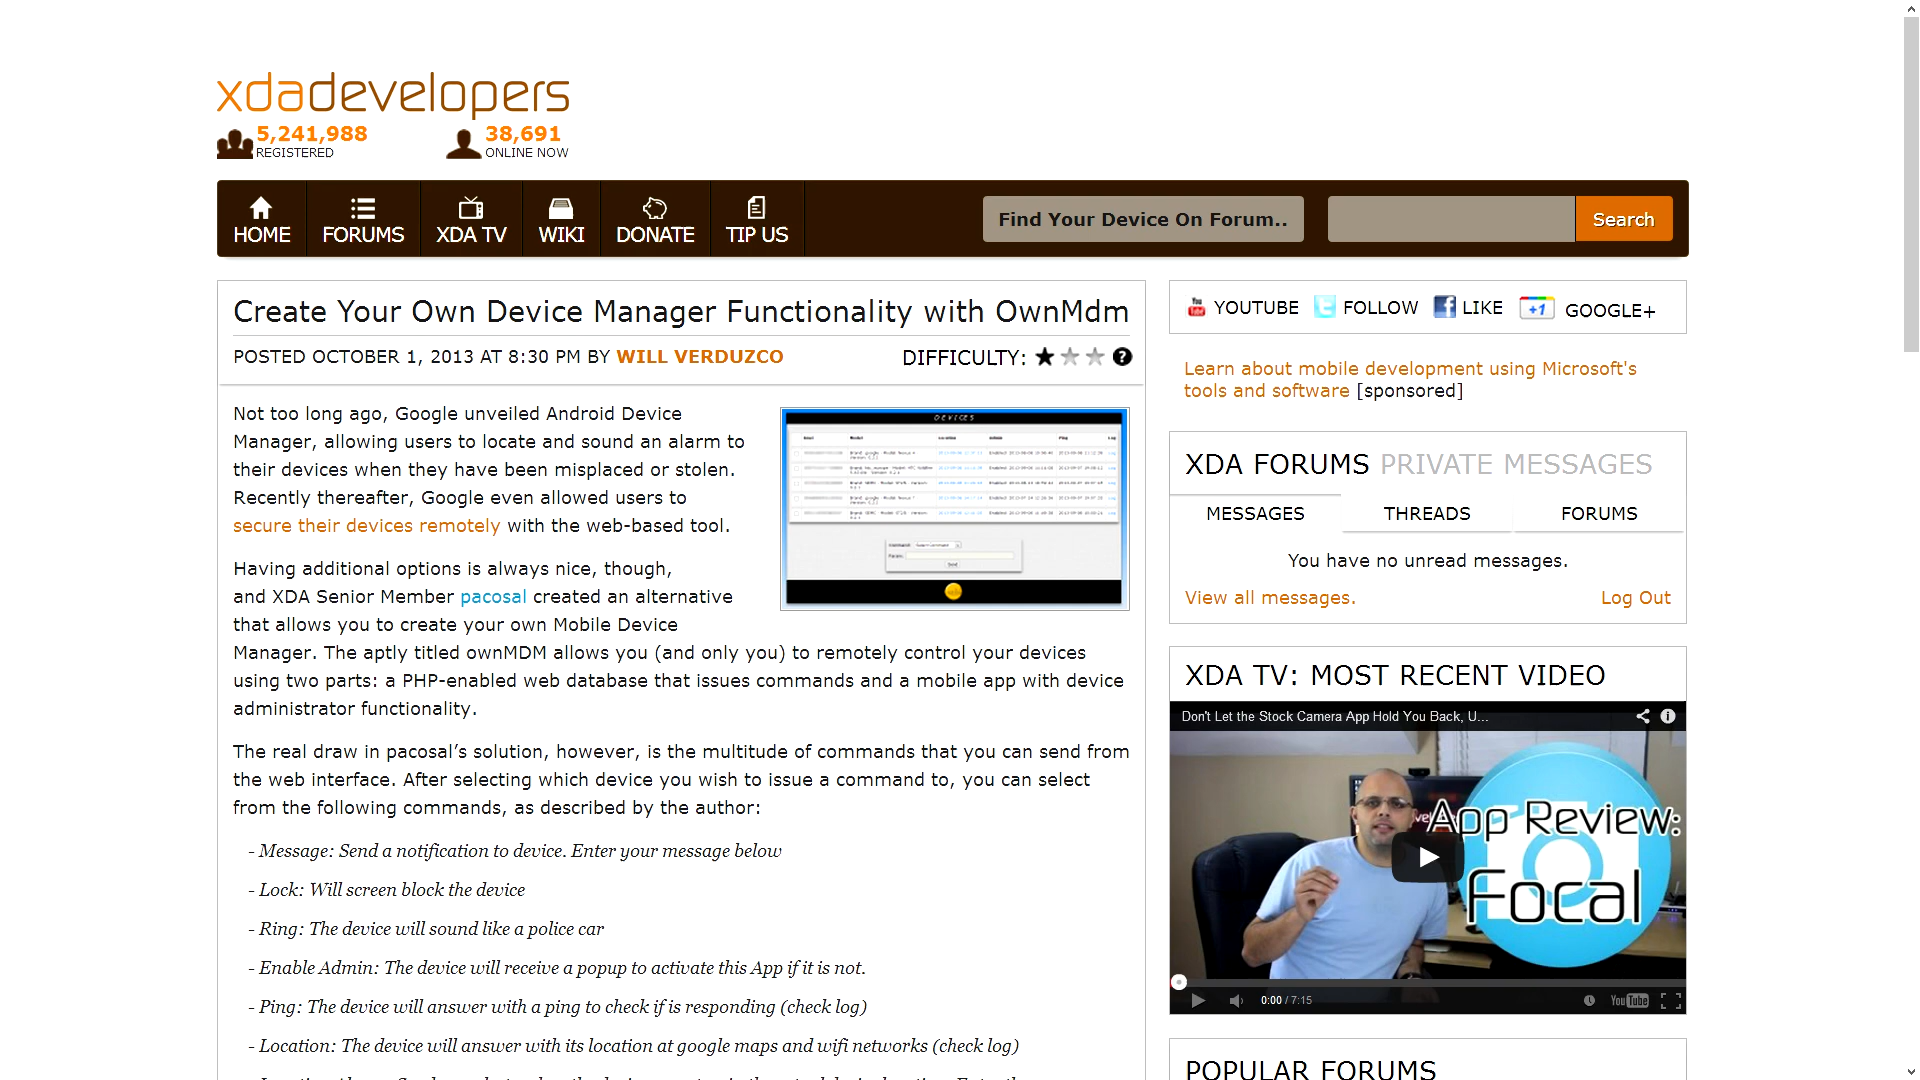 xdadevelopers
5,241,988
REGISTERED
38,691
ONLINE NOW
HOME
FORUMS
XDA TV
WIKI
DONATE
TIP US
Find Your Device On Forum..
Search
Create Your Own Device Manager Functionality with OwnMdm
POSTED OCTOBER 1, 2013 AT 8:30 PM BY WILL VERDUZCO
DIFFICULTY:
Not too long ago, Google unveiled Android Device
Manager, allowing users to locate and sound an alarm to
their devices when they have been misplaced or stolen.
Recently thereafter, Google even allowed users to
secure their devices remotely with the web-based tool.
DEVICES
Having additional options is always nice, though,
and XDA Senior Member pacosal created an alternative
that allows you to create your own Mobile Device
Manager. The aptly titled ownMDM allows you (and only you) to remotely control your devices
using two parts: a PHP-enabled web database that issues commands and a mobile app with device
administrator functionality.
The real draw in pacosal’s solution, however, is the multitude of commands that you can send from
the web interface. After selecting which device you wish to issue a command to, you can select
from the following commands, as described by the author:
- Message: Send a notification to device. Enter your message below
- Lock: Will screen block the device
- Ring: The device will sound like a police car
- Enable Admin: The device will receive a popup to activate this App if it is not.
- Ping: The device will answer with a ping to check if is responding (check log)
- Location: The device will answer with its location at google maps and wifi networks (check log)
YOUTUBE
FOLLOW
LIKE
+1
GOOGLE+
Learn about mobile development using Microsoft's
tools and software [sponsored]
XDA FORUMS PRIVATE MESSAGES
MESSAGES
THREADS
FORUMS
You have no unread messages.
View all messages.
Log Out
XDA TV: MOST RECENT VIDEO
Don't Let the Stock Camera App Hold You Back, U...
App Review:
Focal
0:00 / 7:15
YouTube
POPULAR FORUMS